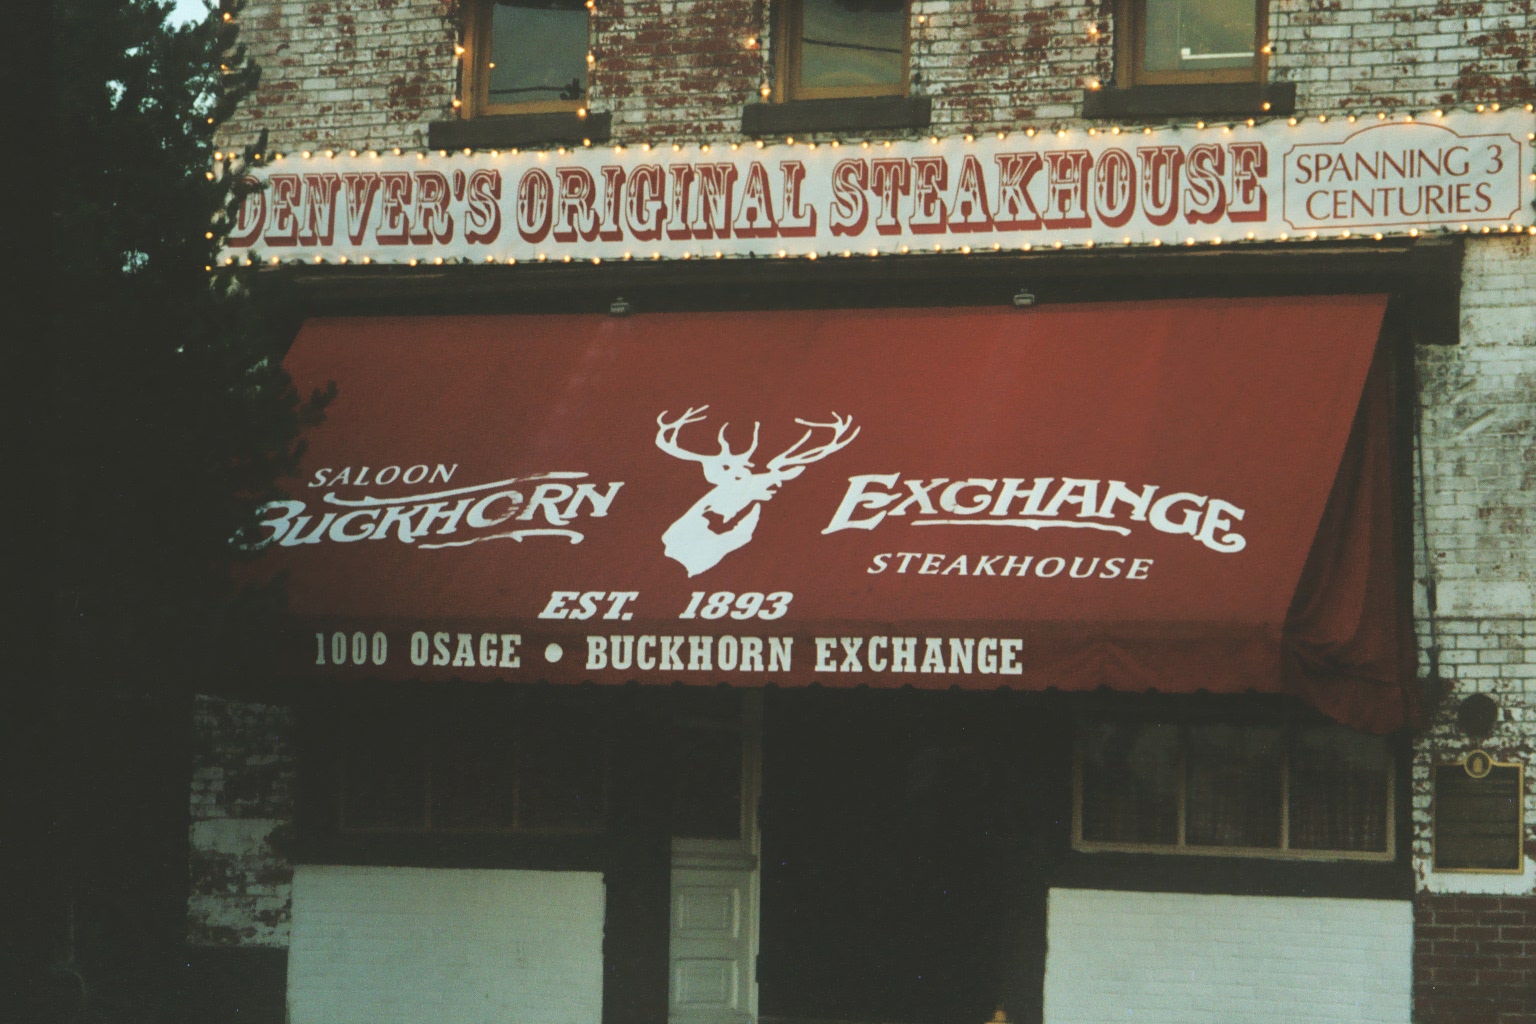 DENVER'S ORIGINAL STEAKHOUSE
SPANNING 3
CENTURIES
SALOON
BUCKHORN
EXCHANGE
STEAKHOUSE
EST. 1893
1000 OSAGE • BUCKHORN EXCHANGE